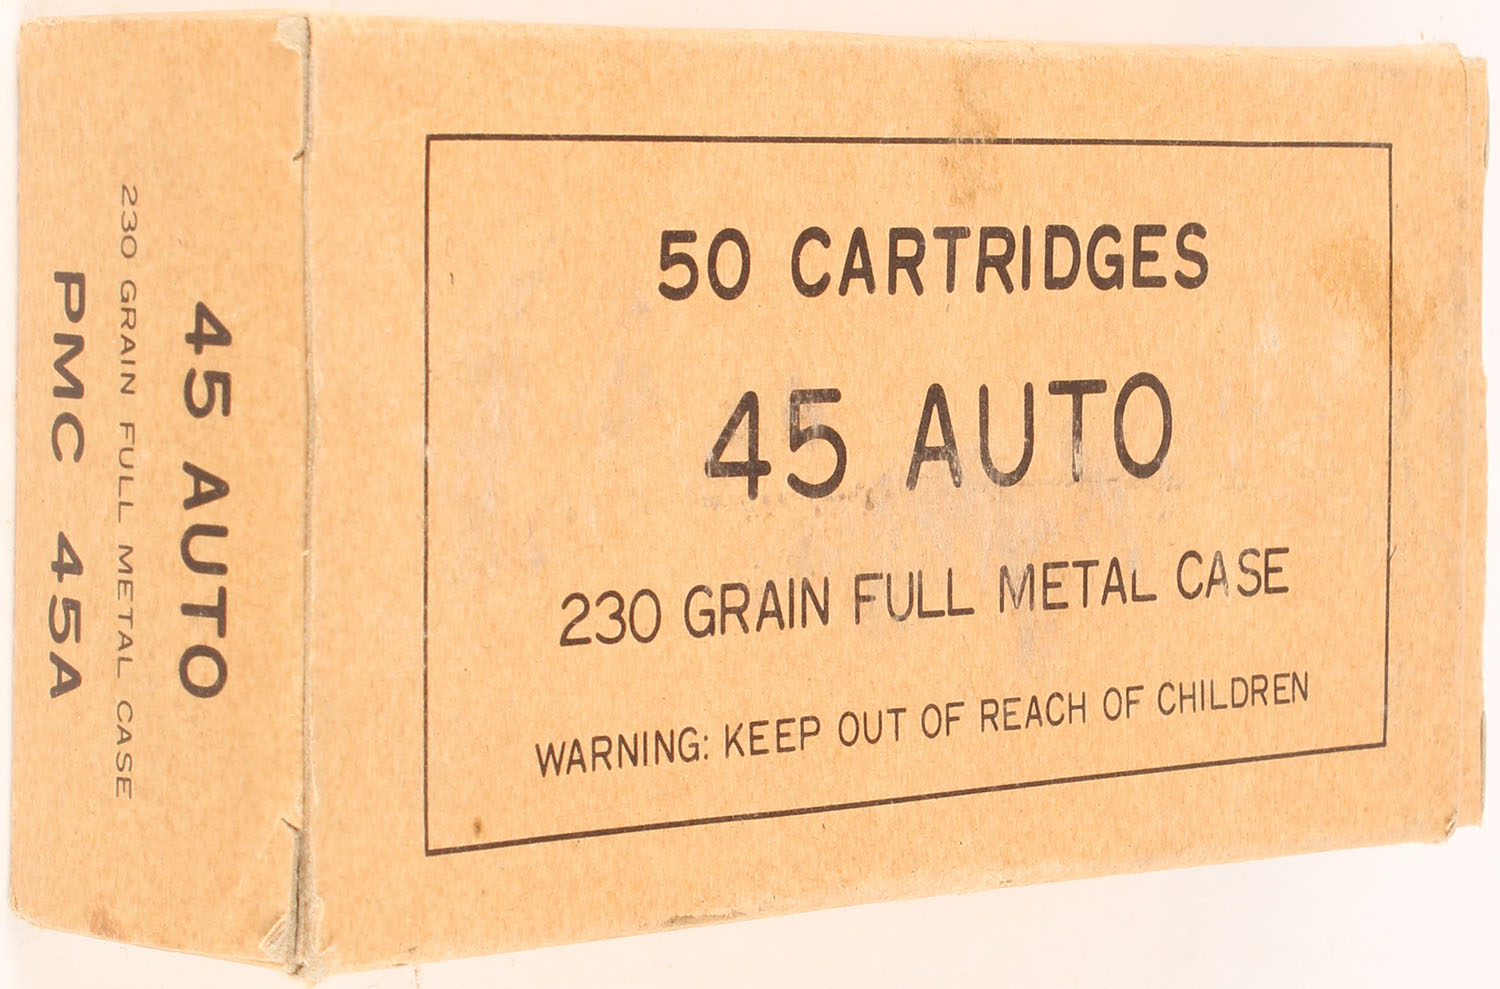 50 CARTRIDGES
45 AUTO
230 GRAIN FULL METAL CASE
WARNING: KEEP OUT OF REACH OF CHILDREN
45 AUTO
230 GRAIN FULL METAL CASE
PMC 45A